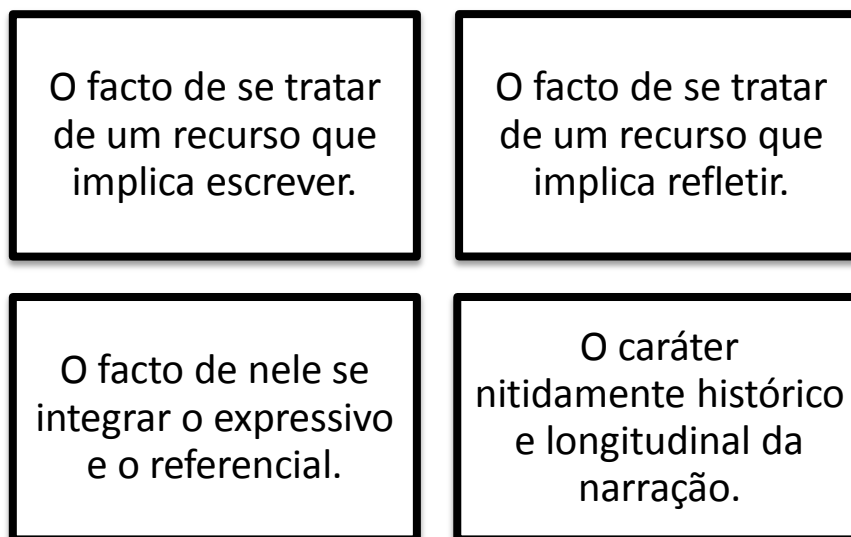 O facto de se tratar
de um recurso que
implica escrever.
O facto de se tratar
de um recurso que
implica refletir.
O facto de nele se
integrar o expressivo
e o referencial.
O caráter
nitidamente histórico
e longitudinal da
narração.